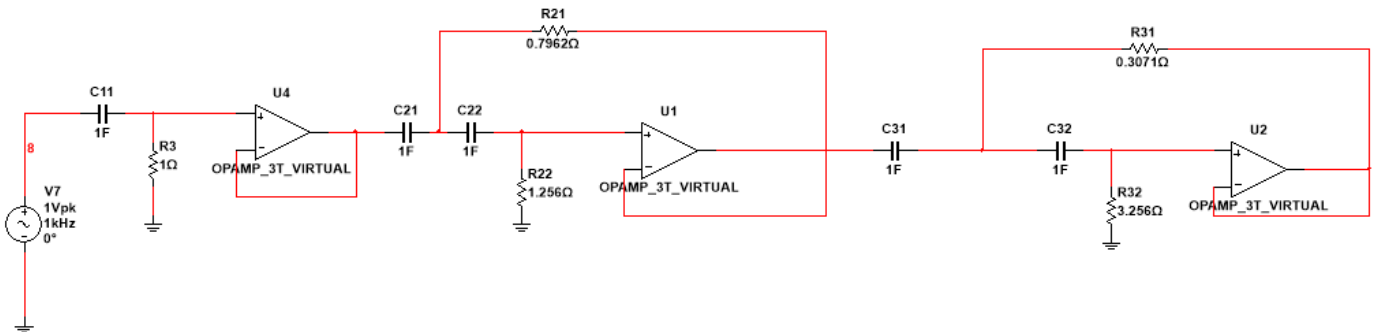 R21
0.7962Ω
R31
0.3071Ω
C11
1F
U4
+
−
OPAMP_3T_VIRTUAL
R3
1Ω
8
V7
1Vpk
1kHz
0°
+
−
C21
1F
C22
1F
U1
+
−
OPAMP_3T_VIRTUAL
R22
1.256Ω
C31
1F
C32
1F
U2
+
−
OPAMP_3T_VIRTUAL
R32
3.256Ω